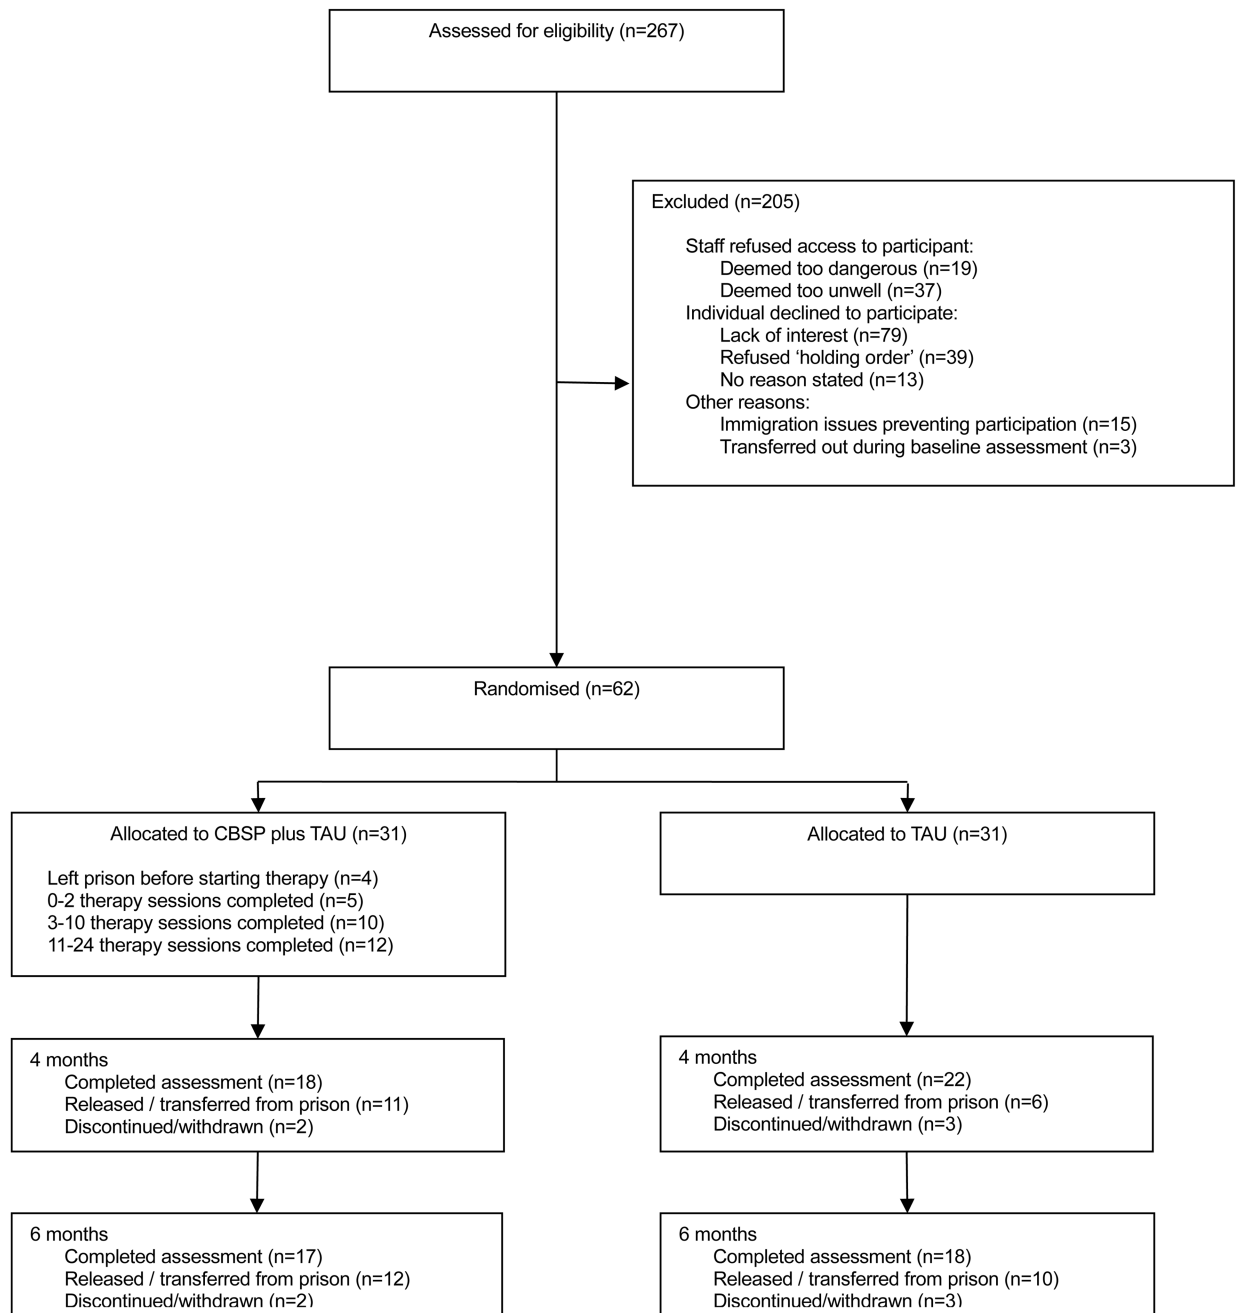 Assessed for eligibility (n=267)
Excluded (n=205)
Staff refused access to participant:
Deemed too dangerous (n=19)
Deemed too unwell (n=37)
Individual declined to participate:
Lack of interest (n=79)
Refused ‘holding order’ (n=39)
No reason stated (n=13)
Other reasons:
Immigration issues preventing participation (n=15)
Transferred out during baseline assessment (n=3)
Randomised (n=62)
Allocated to CBSP plus TAU (n=31)
Left prison before starting therapy (n=4)
0-2 therapy sessions completed (n=5)
3-10 therapy sessions completed (n=10)
11-24 therapy sessions completed (n=12)
Allocated to TAU (n=31)
4 months
Completed assessment (n=18)
Released / transferred from prison (n=11)
Discontinued/withdrawn (n=2)
4 months
Completed assessment (n=22)
Released / transferred from prison (n=6)
Discontinued/withdrawn (n=3)
6 months
Completed assessment (n=17)
Released / transferred from prison (n=12)
Discontinued/withdrawn (n=2)
6 months
Completed assessment (n=18)
Released / transferred from prison (n=10)
Discontinued/withdrawn (n=3)